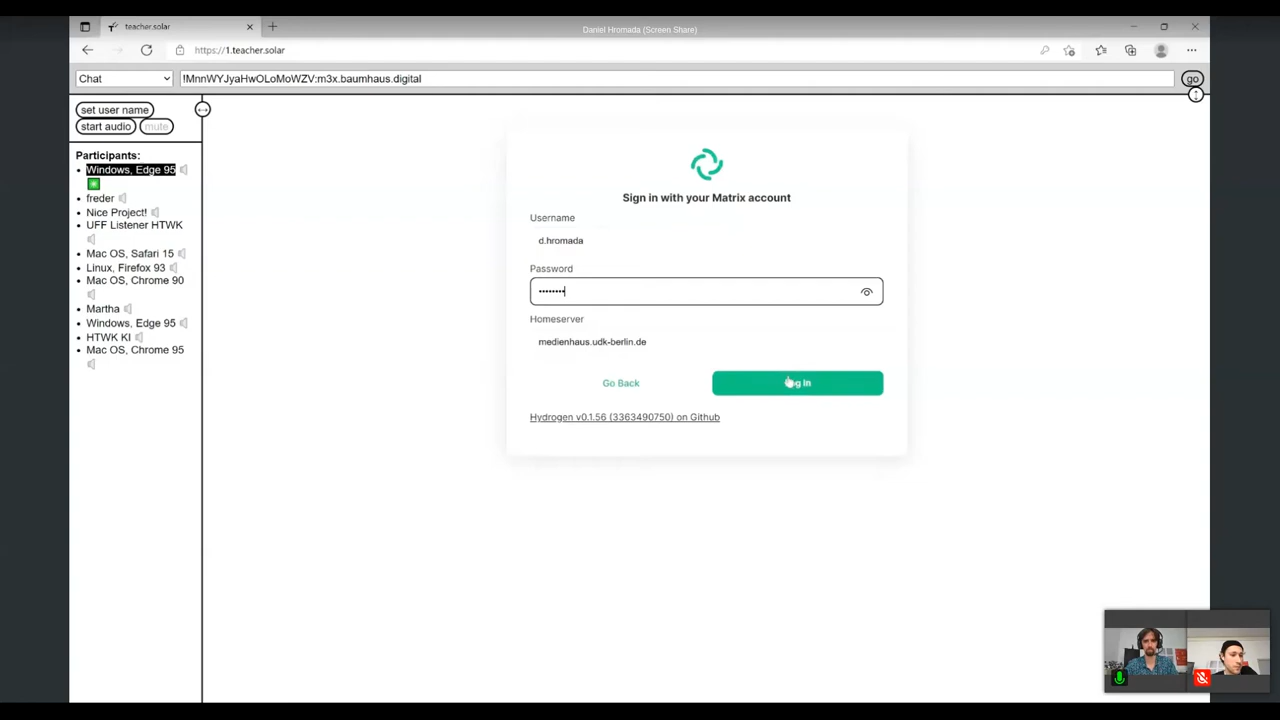 Daniel Hromada (Screen Share)
teacher.solar
https://1.teacher.solar
Chat
!MnnWYJyaHwOLoMoWZV:m3x.baumhaus.digital
go
set user name
start audio
mute
Participants:
Windows, Edge 95
freder
Nice Project!
UFF Listener HTWK
Mac OS, Safari 15
Linux, Firefox 93
Mac OS, Chrome 90
Martha
Windows, Edge 95
HTWK KI
Mac OS, Chrome 95
Sign in with your Matrix account
Username
d.hromada
Password
••••••••
Homeserver
medienhaus.udk-berlin.de
Go Back
Log In
Hydrogen v0.1.56 (3363490750) on Github